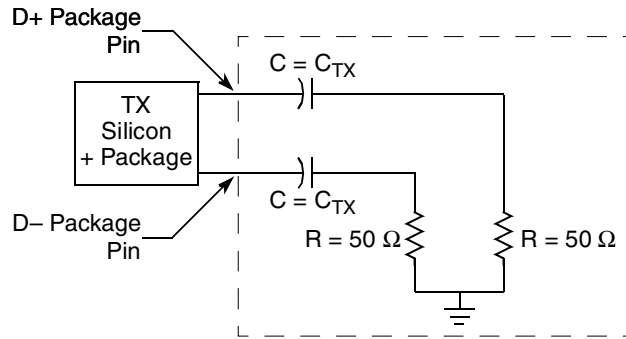 D+ Package
Pin
C = CTX
TX
Silicon
+ Package
C = CTX
D– Package
Pin
R = 50 Ω
R = 50 Ω